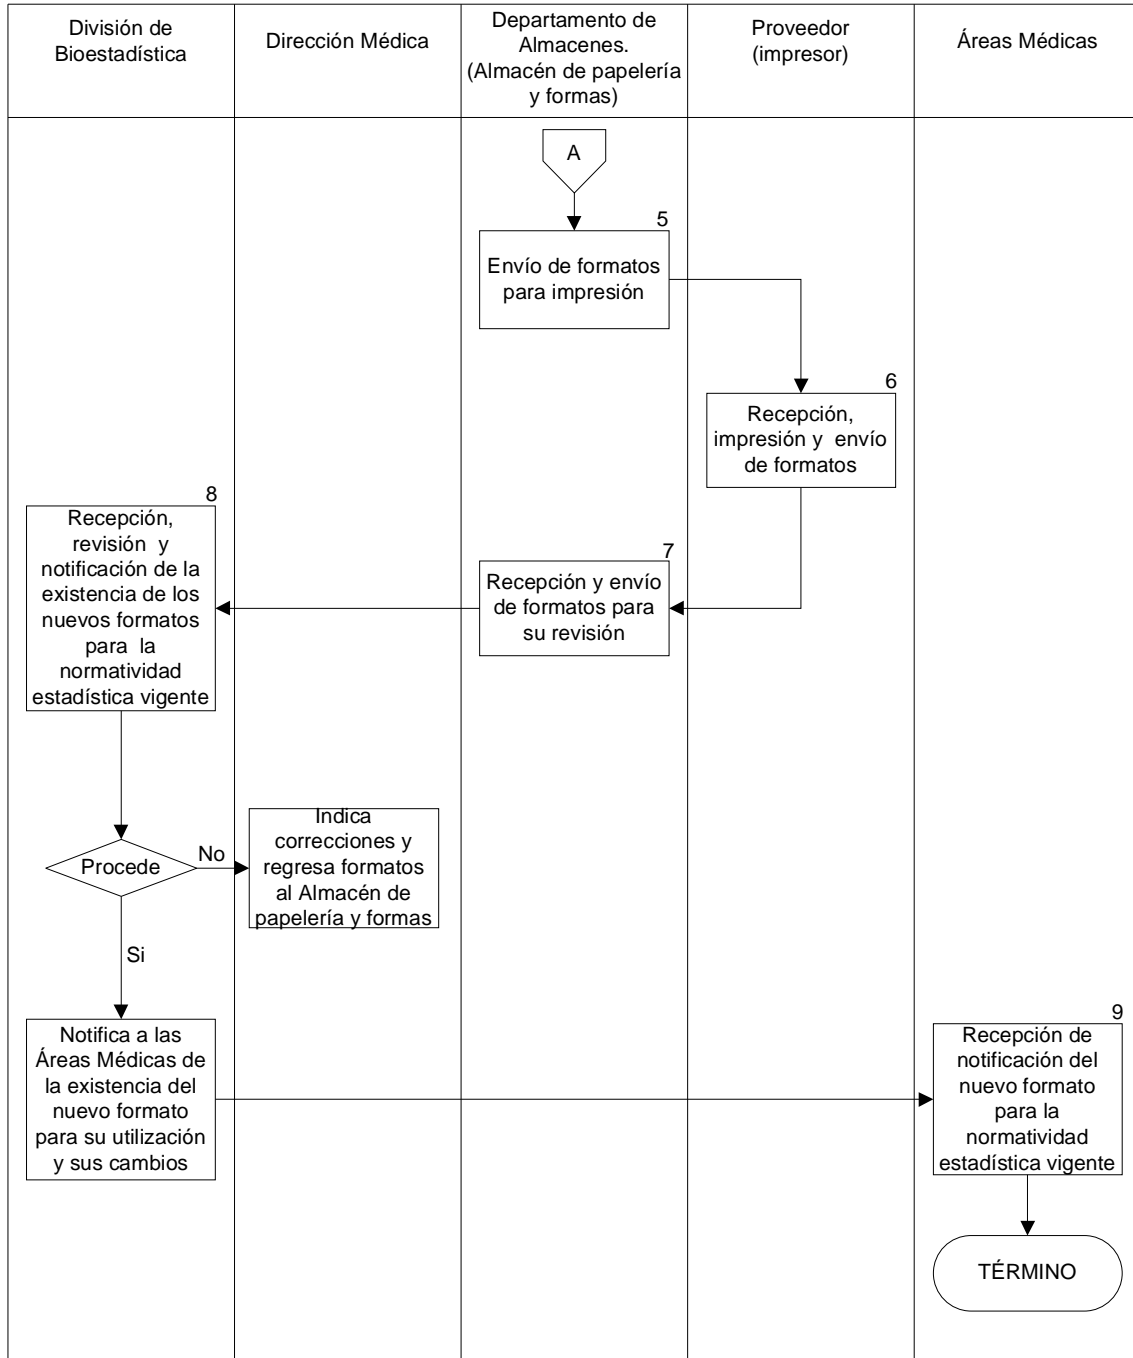 División de
Bioestadística
Dirección Médica
Departamento de
Almacenes.
(Almacén de papelería
y formas)
Proveedor
(impresor)
Áreas Médicas
A
5
Envío de formatos
para impresión
6
Recepción,
impresión y envío
de formatos
7
Recepción y envío
de formatos para
su revisión
8
Recepción,
revisión y
notificación de la
existencia de los
nuevos formatos
para la
normatividad
estadística vigente
Procede
No
Indica
correcciones y
regresa formatos
al Almacén de
papelería y formas
Si
Notifica a las
Áreas Médicas de
la existencia del
nuevo formato
para su utilización
y sus cambios
9
Recepción de
notificación del
nuevo formato
para la
normatividad
estadística vigente
TÉRMINO